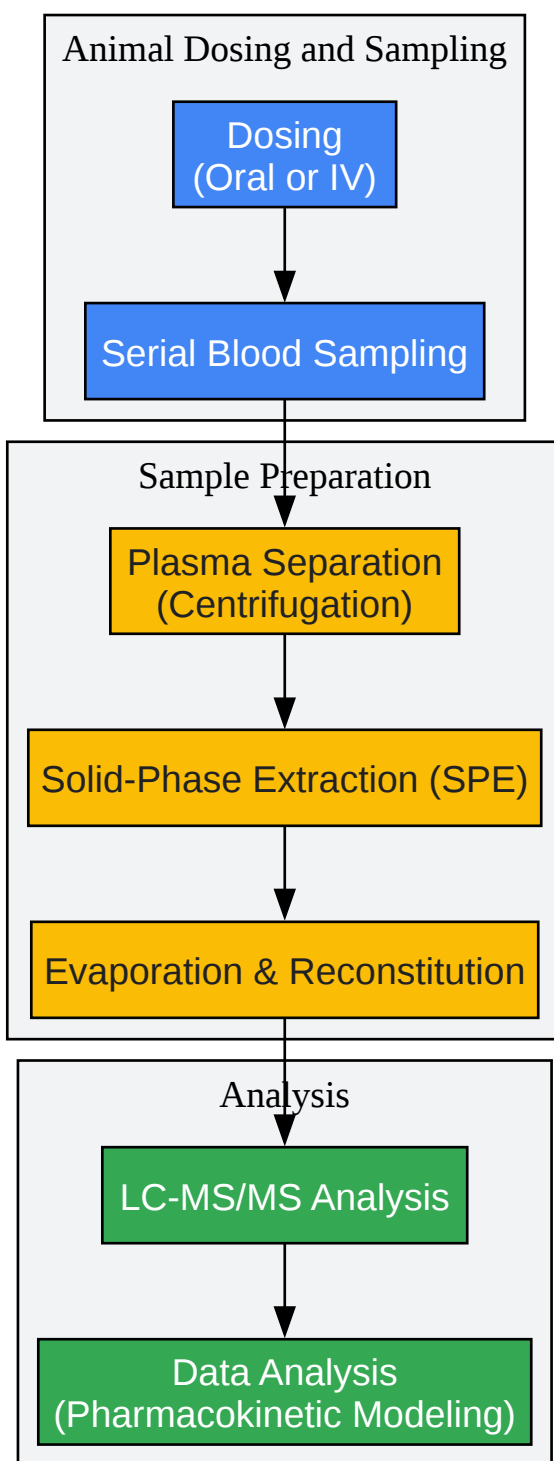 Animal Dosing and Sampling
Dosing
(Oral or IV)
Serial Blood Sampling
Sample Preparation
Plasma Separation
(Centrifugation)
Solid-Phase Extraction (SPE)
Evaporation & Reconstitution
Analysis
LC-MS/MS Analysis
Data Analysis
(Pharmacokinetic Modeling)